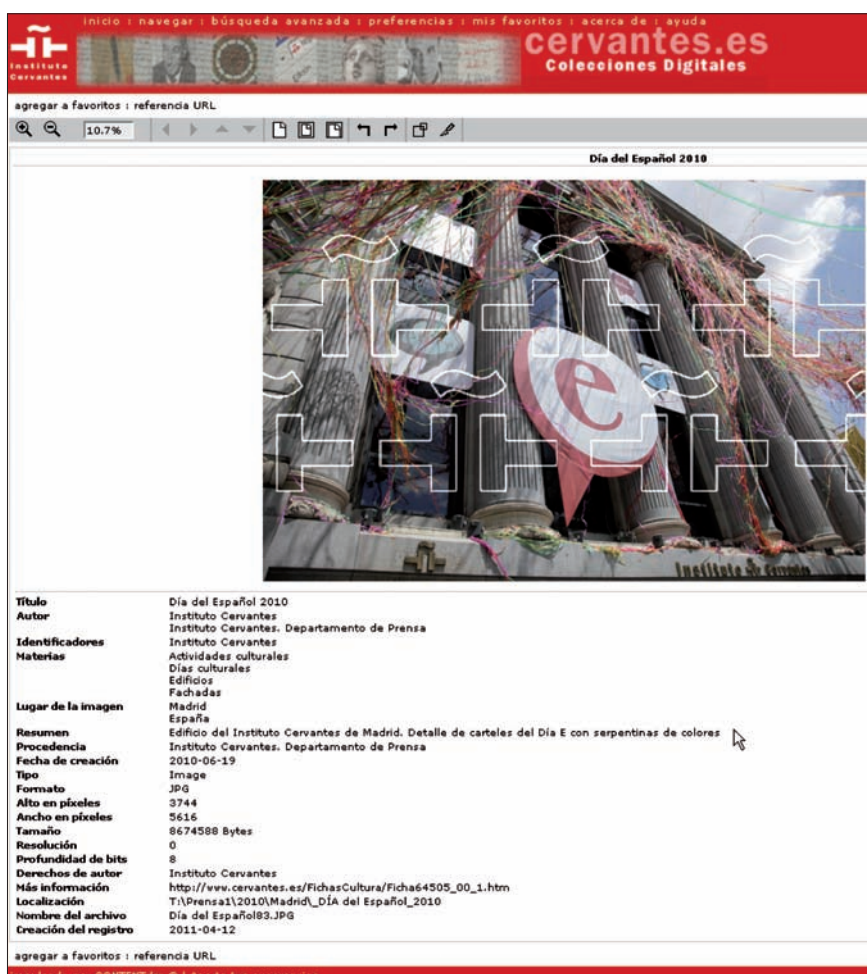 inicio : navegar : búsqueda avanzada : preferencias : mis favoritos : acerca de : ayuda
Instituto
Cervantes
cervantes.es
Colecciones Digitales
agregar a favoritos : referencia URL
10.7%
Día del Español 2010
e
Instituto Cervantes
Título Día del Español 2010
Autor Instituto Cervantes
Instituto Cervantes. Departamento de Prensa
Identificadores Instituto Cervantes
Materias Actividades culturales
Días culturales
Edificios
Fachadas
Lugar de la imagen Madrid
España
Resumen Edificio del Instituto Cervantes de Madrid. Detalle de carteles del Día E con serpentinas de colores
Procedencia Instituto Cervantes. Departamento de Prensa
Fecha de creación 2010-06-19
Tipo Image
Formato JPG
Alto en píxeles 3744
Ancho en píxeles 5616
Tamaño 8674588 Bytes
Resolución 0
Profundidad de bits 8
Derechos de autor Instituto Cervantes
Más información http://www.cervantes.es/FichasCultura/Ficha64505_00_1.htm
Localización T:\Prensa1\2010\Madrid\_DÍA del Español_2010
Nombre del archivo Día del Español83.JPG
Creación del registro 2011-04-12
agregar a favoritos : referencia URL